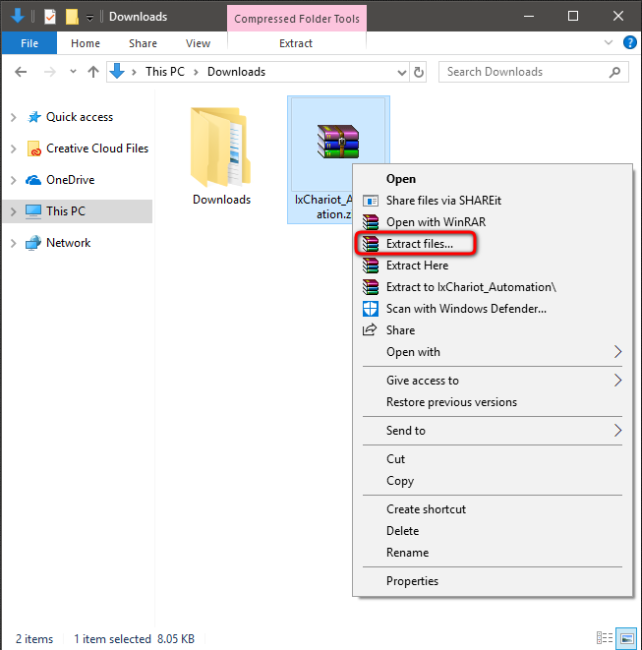 Downloads
Compressed Folder Tools
File
Home
Share
View
Extract
This PC
Downloads
Search Downloads
Quick access
Creative Cloud Files
OneDrive
This PC
Network
Downloads
IxChariot_A
ation.z
Open
Share files via SHAREit
Open with WinRAR
Extract files...
Extract Here
Extract to IxChariot_Automation\
Scan with Windows Defender...
Share
Open with
Give access to
Restore previous versions
Send to
Cut
Copy
Create shortcut
Delete
Rename
Properties
2 items 1 item selected 8.05 KB